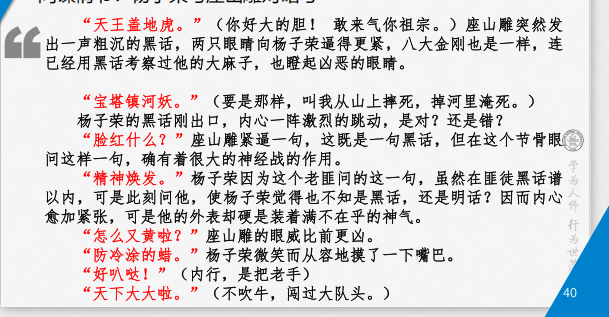 “天王盖地虎。”（你好大的胆！ 敢来气你祖宗。）座山雕突然发
出一声粗沉的黑话，两只眼睛向杨子荣逼得更紧，八大金刚也是一样，连
已经用黑话考察过他的大麻子，也瞪起凶恶的眼睛。
“宝塔镇河妖。”（要是那样，叫我从山上摔死，掉河里淹死。）
杨子荣的黑话刚出口，内心一阵激烈的跳动，是对？还是错？
“脸红什么？”座山雕紧逼一句，这既是一句黑话，但在这个节骨眼
问这样一句，确有着很大的神经战的作用。
“精神焕发。”杨子荣因为这个老匪问的这一句，虽然在匪徒黑话谱
以内，可是此刻问他，使杨子荣觉得也不知是黑话，还是明话？因而内心
愈加紧张，可是他的外表却硬是装着满不在乎的神气。
“怎么又黄啦？”座山雕的眼威比前更凶。
“防冷涂的蜡。”杨子荣微笑而从容地摸了一下嘴巴。
“好叭哒！”（内行，是把老手）
“天下大大啦。”（不吹牛，闯过大队头。）
学为人师 行为世
40